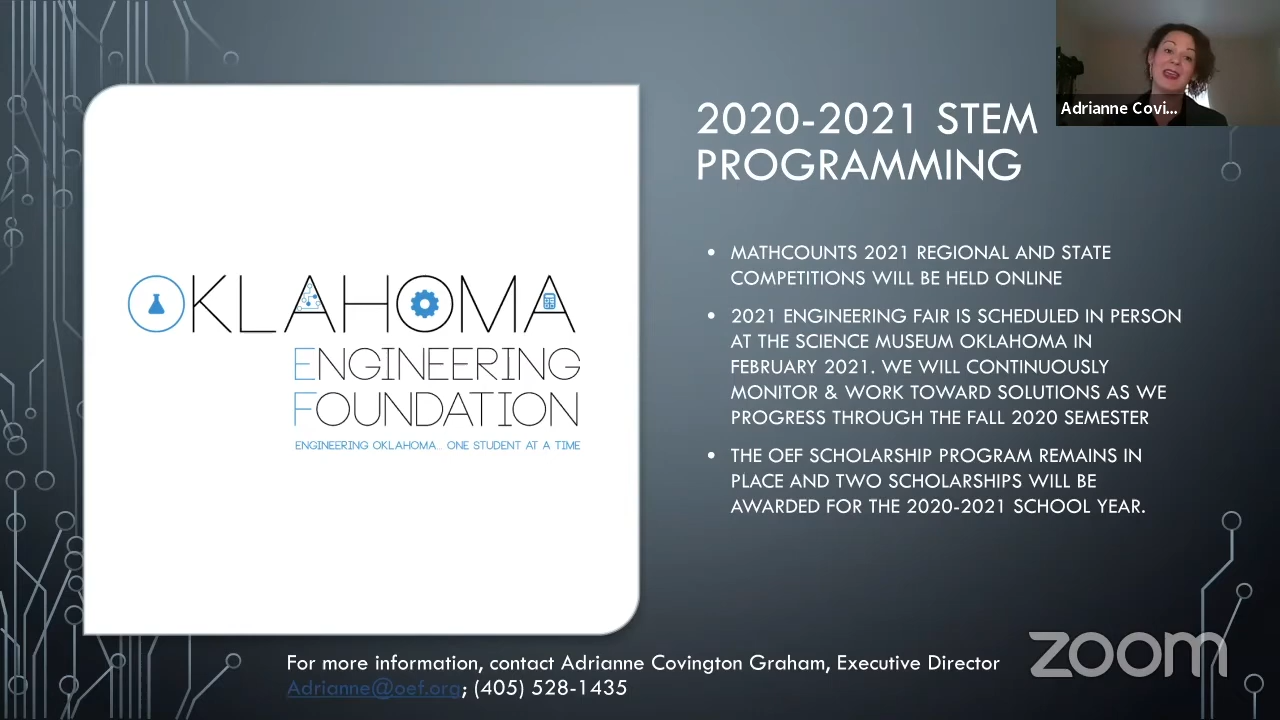 2020-2021 STEM
PROGRAMMING
Adrianne Covi...
OKLAHOMA
ENGINEERING
FOUNDATION
ENGINEERING OKLAHOMA... ONE STUDENT AT A TIME
• MATHCOUNTS 2021 REGIONAL AND STATE
COMPETITIONS WILL BE HELD ONLINE
• 2021 ENGINEERING FAIR IS SCHEDULED IN PERSON
AT THE SCIENCE MUSEUM OKLAHOMA IN
FEBRUARY 2021. WE WILL CONTINUOUSLY
MONITOR & WORK TOWARD SOLUTIONS AS WE
PROGRESS THROUGH THE FALL 2020 SEMESTER
• THE OEF SCHOLARSHIP PROGRAM REMAINS IN
PLACE AND TWO SCHOLARSHIPS WILL BE
AWARDED FOR THE 2020-2021 SCHOOL YEAR.
For more information, contact Adrianne Covington Graham, Executive Director
Adrianne@oef.org; (405) 528-1435
zoom